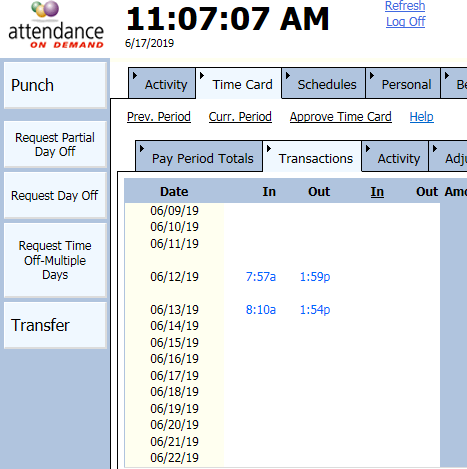 attendance
ON DEMAND
11:07:07 AM
6/17/2019
Refresh
Log Off
Punch
Request Partial
Day Off
Request Day Off
Request Time
Off-Multiple
Days
Transfer
Activity Time Card Schedules Personal Be
Prev. Period Curr. Period Approve Time Card Help
Pay Period Totals Transactions Activity Adju
Date In Out In Out Amo
06/09/19
06/10/19
06/11/19
06/12/19 7:57a 1:59p
06/13/19 8:10a 1:54p
06/14/19
06/15/19
06/16/19
06/17/19
06/18/19
06/19/19
06/20/19
06/21/19
06/22/19